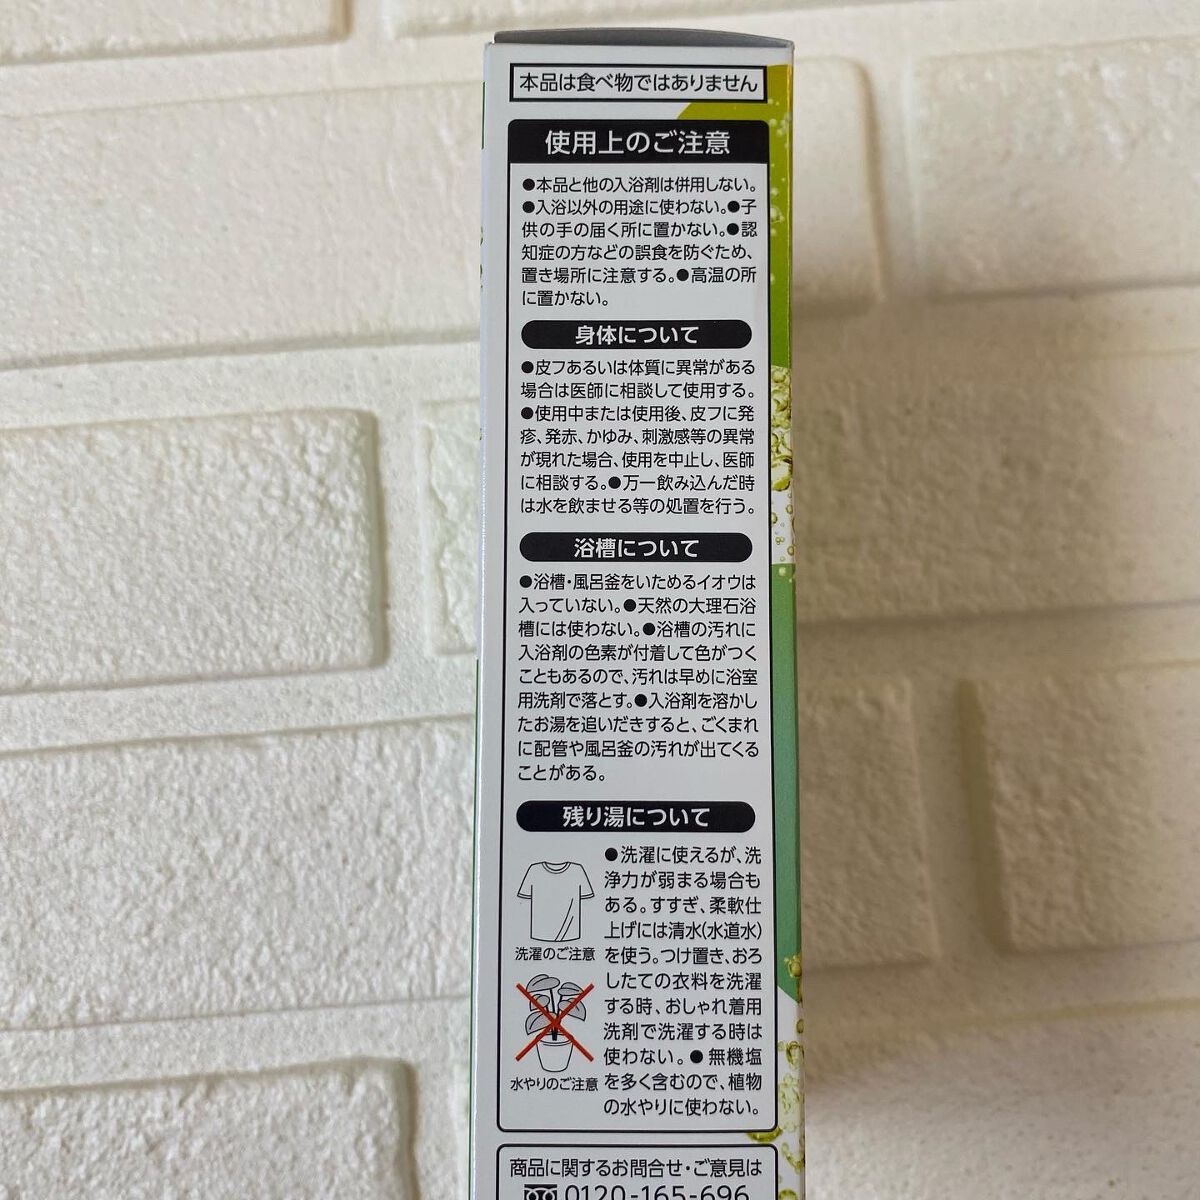 本品は食べ物ではありません
使用上のご注意
●本品と他の入浴剤は併用しない。
●入浴以外の用途に使わない。●子
供の手の届く所に置かない。●認
知症の方などの誤食を防ぐため、
置き場所に注意する。●高温の所
に置かない。
身体について
●皮フあるいは体質に異常がある
場合は医師に相談して使用する。
●使用中または使用後、皮フに発
疹、発赤、かゆみ、刺激感等の異常
が現れた場合、使用を中止し、医師
に相談する。●万一飲み込んだ時
は水を飲ませる等の処置を行う。
浴槽について
●浴槽・風呂釜をいためるイオウは
入っていない。●天然の大理石浴
槽には使わない。●浴槽の汚れに
入浴剤の色素が付着して色がつく
こともあるので、汚れは早めに浴室
用洗剤で落とす。●入浴剤を溶かし
たお湯を追いだきすると、ごくまれ
に配管や風呂釜の汚れが出てくる
ことがある。
残り湯について
●洗濯に使えるが、洗
浄力が弱まる場合も
ある。すすぎ、柔軟仕
上げには清水(水道水)
を使う。つけ置き、おろ
したての衣料を洗濯
する時、おしゃれ着用
洗剤で洗濯する時は
使わない。●無機塩
を多く含むので、植物
の水やりに使わない。
洗濯のご注意
水やりのご注意
商品に関するお問合せ・ご意見は
0120-165-696